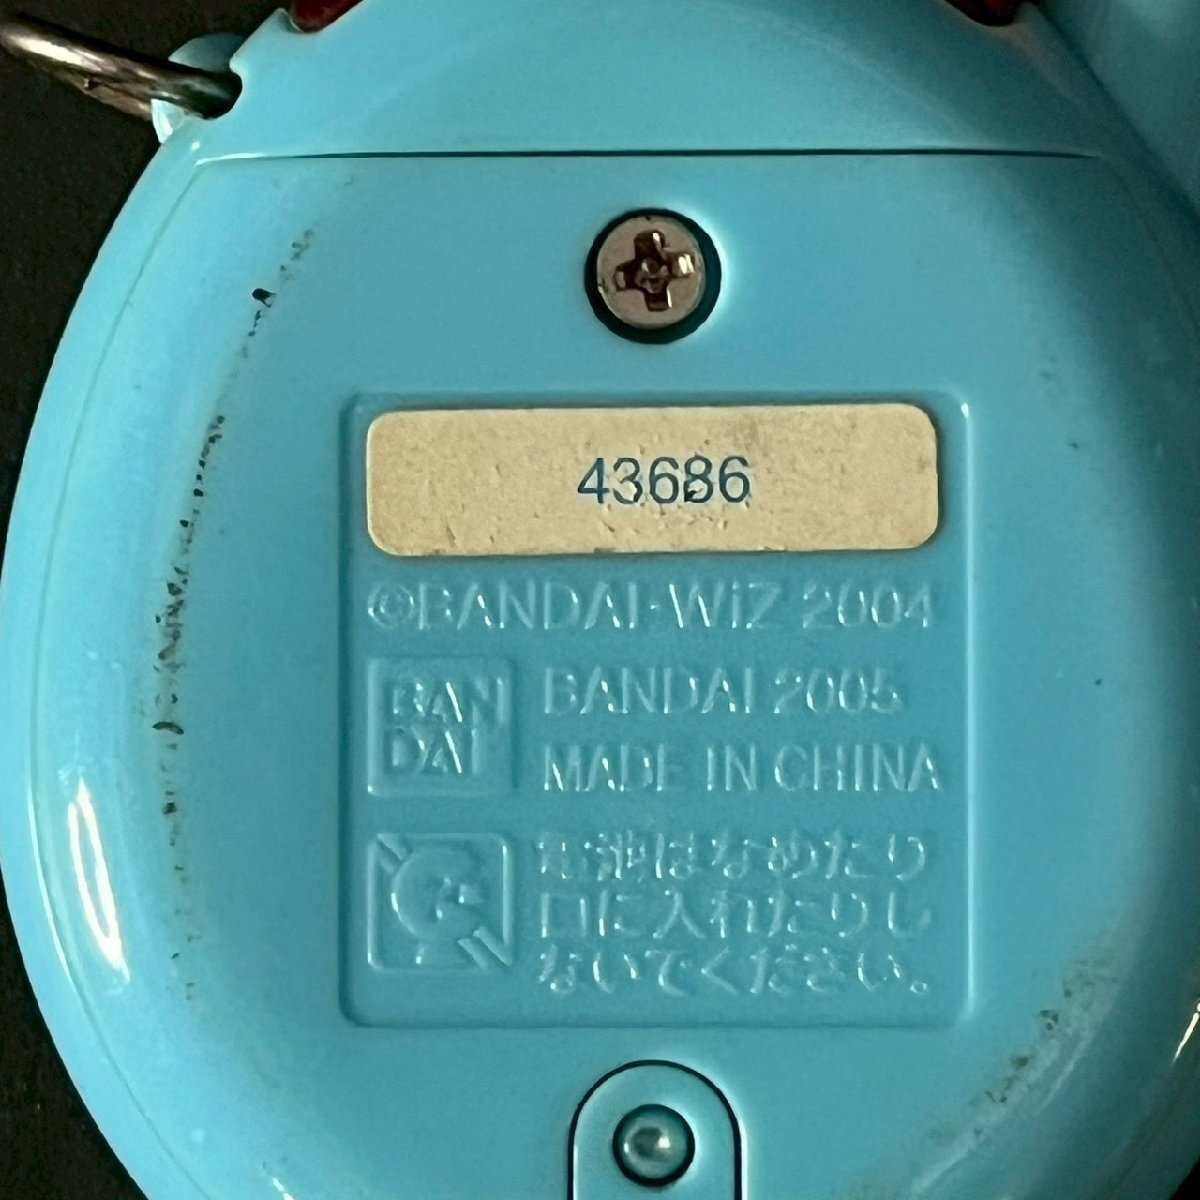 43686
©BANDAI·WiZ 2004
BAN
DAI
BANDAI 2005
MADE IN CHINA
電池はなめたり
口に入れたりし
ないでください。